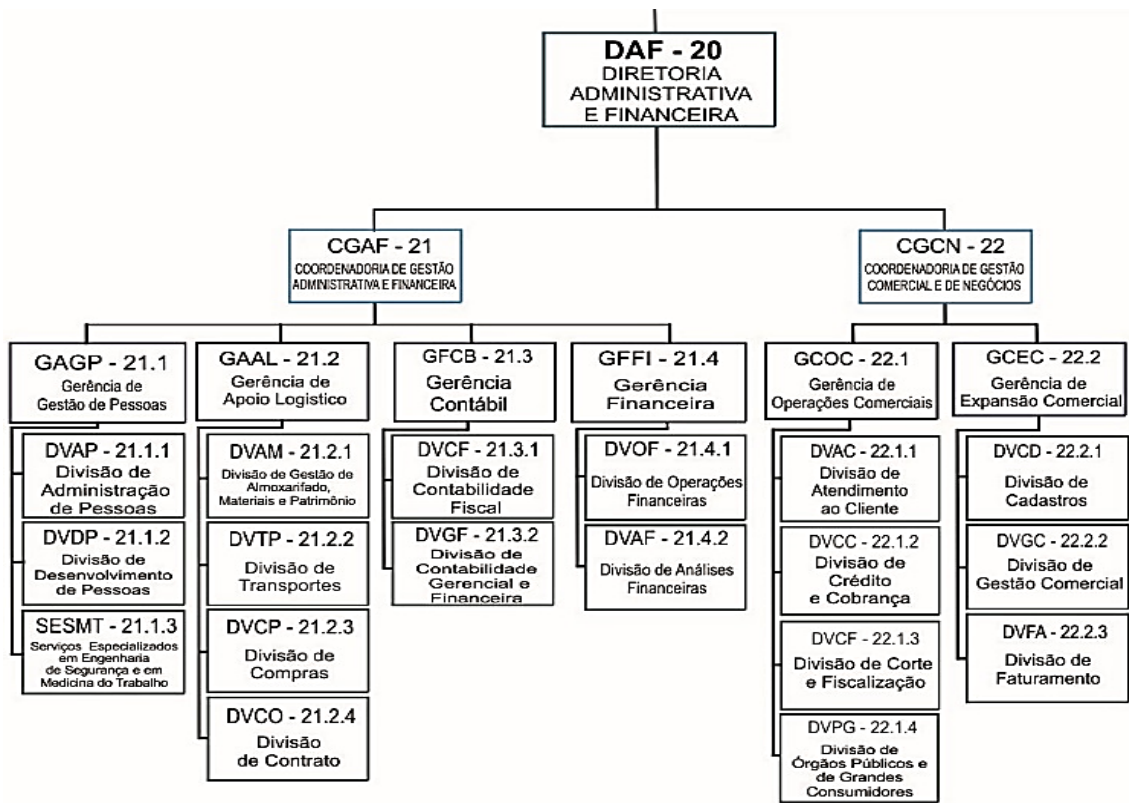 DAF - 20
DIRETORIA
ADMINISTRATIVA
E FINANCEIRA
CGAF - 21
COORDENADORIA DE GESTÃO
ADMINISTRATIVA E FINANCEIRA
CGCN - 22
COORDENADORIA DE GESTÃO
COMERCIAL E DE NEGÓCIOS
GAGP - 21.1
Gerência de
Gestão de Pessoas
GAAL - 21.2
Gerência de
Apoio Logistico
GFCB - 21.3
Gerência
Contábil
GFFI - 21.4
Gerência
Financeira
GCOC - 22.1
Gerência de
Operações Comerciais
GCEC - 22.2
Gerência de
Expansão Comercial
DVAP - 21.1.1
Divisão de
Administração
de Pessoas
DVDP - 21.1.2
Divisão de
Desenvolvimento
de Pessoas
SESMT - 21.1.3
Serviços Especializados
em Engenharia
de Segurança e em
Medicina do Trabalho
DVAM - 21.2.1
Divisão de Gestão de
Almoxarifado,
Materiais e Patrimônio
DVTP - 21.2.2
Divisão de
Transportes
DVCP - 21.2.3
Divisão de
Compras
DVCO - 21.2.4
Divisão
de Contrato
DVCF - 21.3.1
Divisão de
Contabilidade
Fiscal
DVGF - 21.3.2
Divisão de
Contabilidade
Gerencial e
Financeira
DVOF - 21.4.1
Divisão de Operações
Financeiras
DVAF - 21.4.2
Divisão de Análises
Financeiras
DVAC - 22.1.1
Divisão de
Atendimento
ao Cliente
DVCC - 22.1.2
Divisão de
Crédito
e Cobrança
DVCF - 22.1.3
Divisão de Corte
e Fiscalização
DVPG - 22.1.4
Divisão de
Órgãos Públicos e
de Grandes
Consumidores
DVCD - 22.2.1
Divisão de
Cadastros
DVGC - 22.2.2
Divisão de
Gestão Comercial
DVFA - 22.2.3
Divisão de
Faturamento